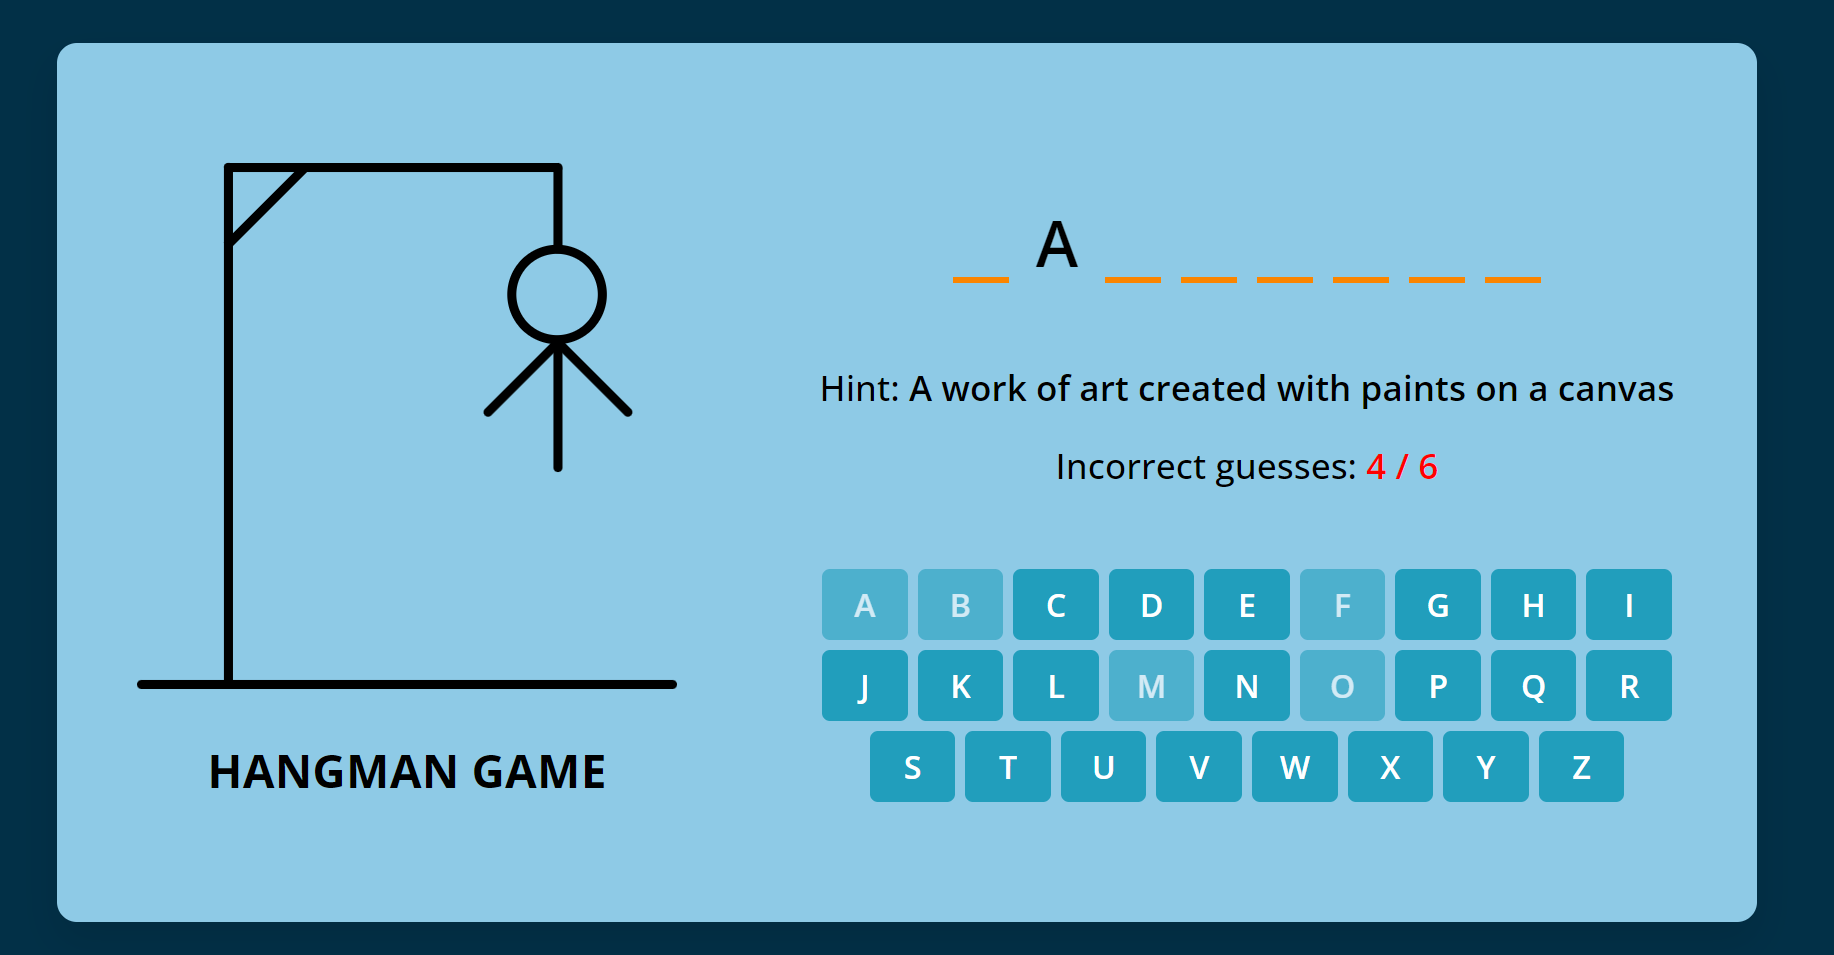 A
Hint: A work of art created with paints on a canvas
Incorrect guesses: 4 / 6
A B C D E F G H I
J K L M N O P Q R
S T U V W X Y Z
HANGMAN GAME